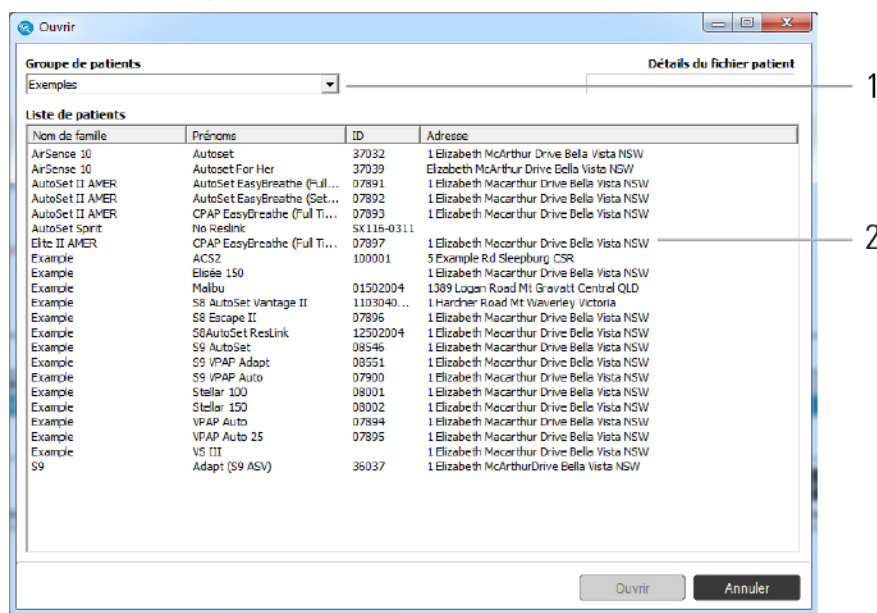 Ouvrir
Groupe de patients Détails du fichier patient
Exemples 1
Liste de patients
Nom de famille Prénoms ID Adresse
AirSense 10 Autoset 37032 1 Elizabeth McArthur Drive Bella Vista NSW
AirSense 10 Autoset For Her 37039 Elizabeth McArthur Drive Bella Vista NSW
AutoSet II AMER AutoSet EasyBreathe (Full... 07891 1 Elizabeth Macarthur Drive Bella Vista NSW
AutoSet II AMER AutoSet EasyBreathe (Set... 07892 1 Elizabeth Macarthur Drive Bella Vista NSW
AutoSet II AMER CPAP EasyBreathe (Full Ti... 07893 1 Elizabeth Macarthur Drive Bella Vista NSW
AutoSet Spirit No Reslink SX116-0311
Elite II AMER CPAP EasyBreathe (Full Ti... 07897 1 Elizabeth Macarthur Drive Bella Vista NSW 2
Example ACS2 100001 5 Example Rd Sleepburg CSR
Example Elisée 150 1 Elizabeth Macarthur Drive Bella Vista NSW
Example Malibu 01502004 1389 Logan Road Mt Gravatt Central QLD
Example S8 AutoSet Vantage II 1103040... 1 Hardner Road Mt Waverley Victoria
Example S8 Escape II 07896 1 Elizabeth Macarthur Drive Bella Vista NSW
Example S8AutoSet ResLink 12502004 1 Elizabeth Macarthur Drive Bella Vista NSW
Example S9 AutoSet 08546 1 Elizabeth Macarthur Drive Bella Vista NSW
Example S9 VPAP Adapt 08551 1 Elizabeth Macarthur Drive Bella Vista NSW
Example S9 VPAP Auto 07900 1 Elizabeth Macarthur Drive Bella Vista NSW
Example Stellar 100 08001 1 Elizabeth Macarthur Drive Bella Vista NSW
Example Stellar 150 08002 1 Elizabeth Macarthur Drive Bella Vista NSW
Example VPAP Auto 07894 1 Elizabeth Macarthur Drive Bella Vista NSW
Example VPAP Auto 25 07895 1 Elizabeth Macarthur Drive Bella Vista NSW
Example VS III 1 Elizabeth Macarthur Drive Bella Vista NSW
S9 Adapt (S9 ASV) 36037 1 Elizabeth McArthurDrive Bella Vista NSW
Ouvrir Annuler